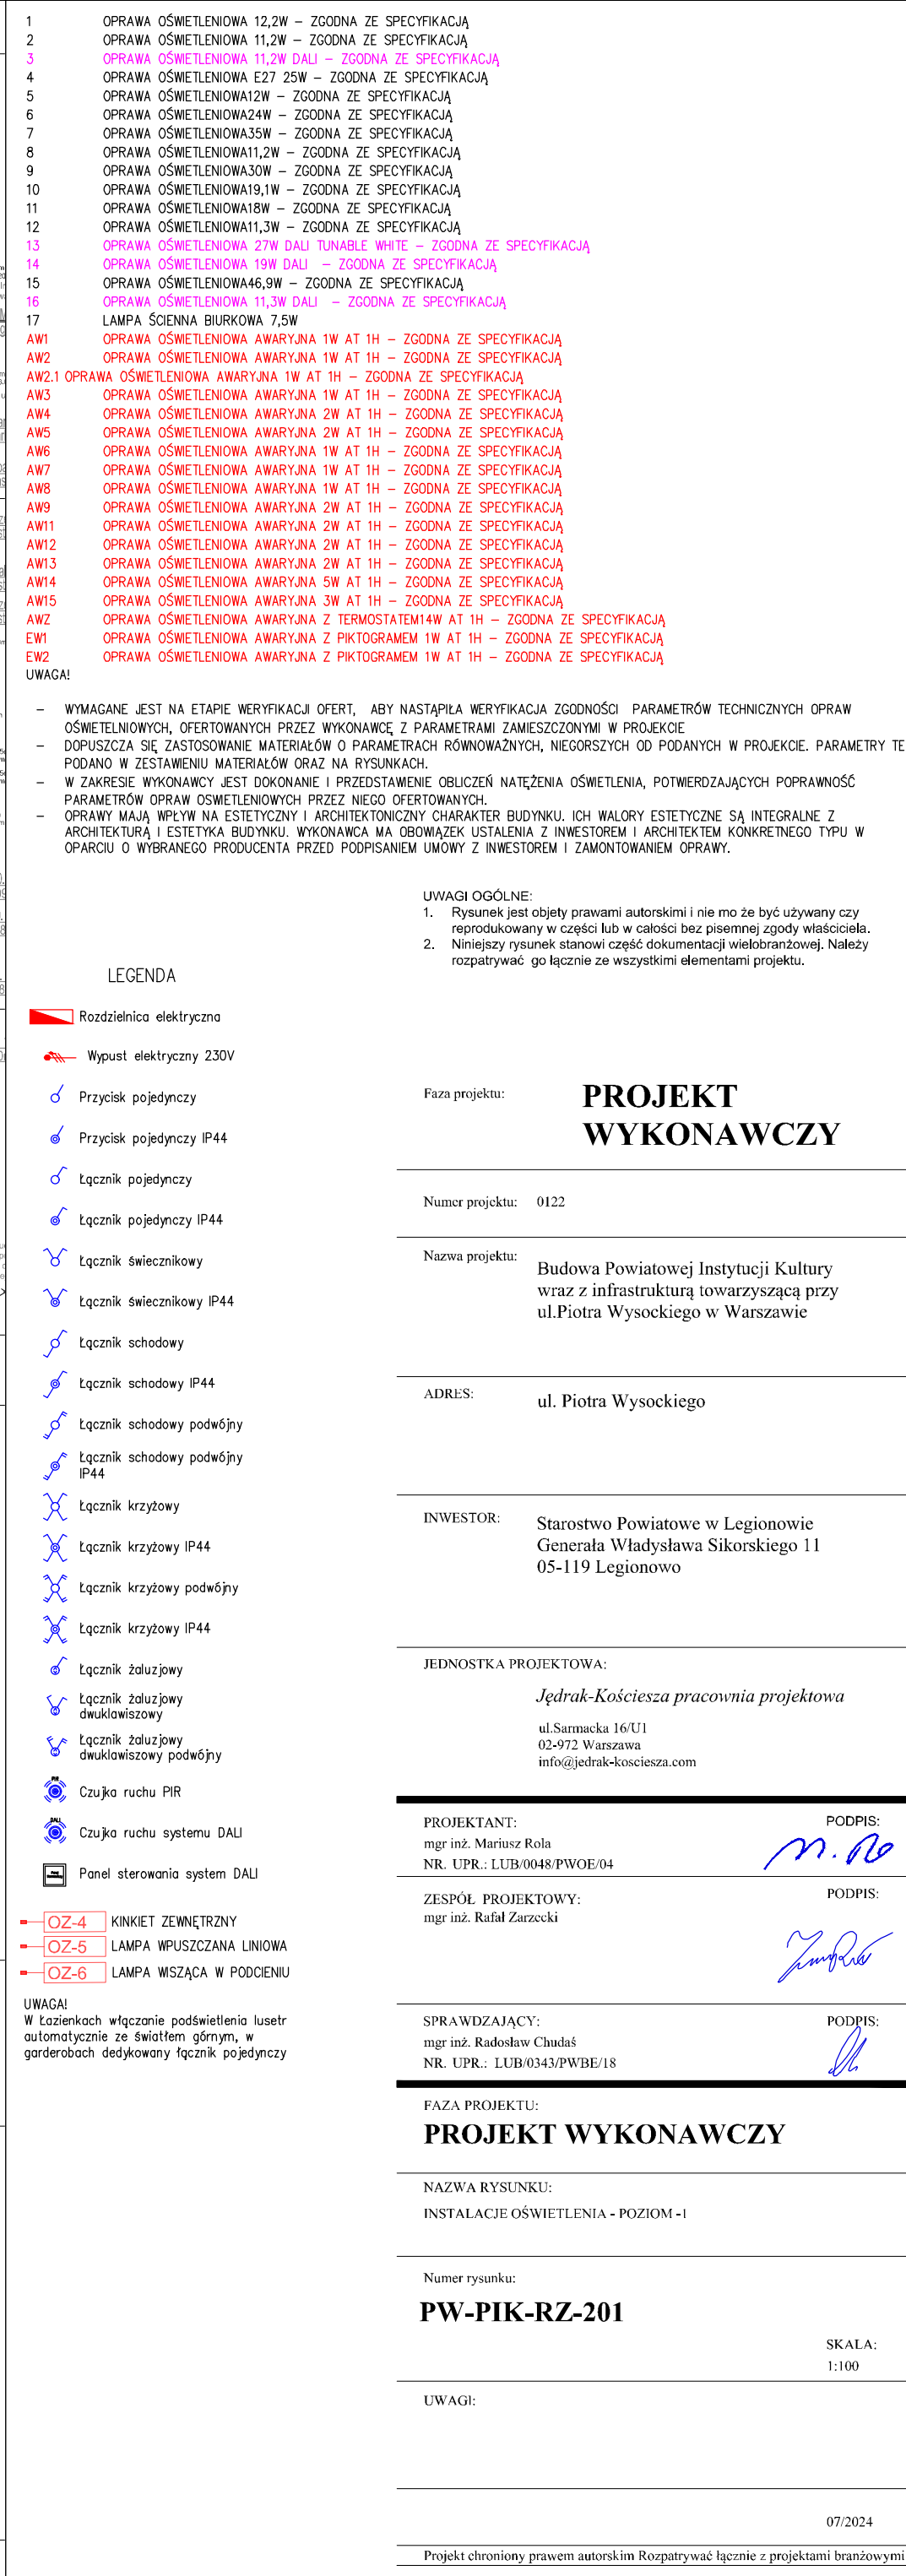 1 OPRAWA OŚWIETLENIOWA 12,2W – ZGODNA ZE SPECYFIKACJĄ
2 OPRAWA OŚWIETLENIOWA 11,2W – ZGODNA ZE SPECYFIKACJĄ
3 OPRAWA OŚWIETLENIOWA 11,2W DALI – ZGODNA ZE SPECYFIKACJĄ
4 OPRAWA OŚWIETLENIOWA E27 25W – ZGODNA ZE SPECYFIKACJĄ
5 OPRAWA OŚWIETLENIOWA12W – ZGODNA ZE SPECYFIKACJĄ
6 OPRAWA OŚWIETLENIOWA24W – ZGODNA ZE SPECYFIKACJĄ
7 OPRAWA OŚWIETLENIOWA35W – ZGODNA ZE SPECYFIKACJĄ
8 OPRAWA OŚWIETLENIOWA11,2W – ZGODNA ZE SPECYFIKACJĄ
9 OPRAWA OŚWIETLENIOWA30W – ZGODNA ZE SPECYFIKACJĄ
10 OPRAWA OŚWIETLENIOWA19,1W – ZGODNA ZE SPECYFIKACJĄ
11 OPRAWA OŚWIETLENIOWA18W – ZGODNA ZE SPECYFIKACJĄ
12 OPRAWA OŚWIETLENIOWA11,3W – ZGODNA ZE SPECYFIKACJĄ
13 OPRAWA OŚWIETLENIOWA 27W DALI TUNABLE WHITE – ZGODNA ZE SPECYFIKACJĄ
14 OPRAWA OŚWIETLENIOWA 19W DALI – ZGODNA ZE SPECYFIKACJĄ
15 OPRAWA OŚWIETLENIOWA46,9W – ZGODNA ZE SPECYFIKACJĄ
16 OPRAWA OŚWIETLENIOWA 11,3W DALI – ZGODNA ZE SPECYFIKACJĄ
17 LAMPA ŚCIENNA BIURKOWA 7,5W
AW1 OPRAWA OŚWIETLENIOWA AWARYJNA 1W AT 1H – ZGODNA ZE SPECYFIKACJĄ
AW2 OPRAWA OŚWIETLENIOWA AWARYJNA 1W AT 1H – ZGODNA ZE SPECYFIKACJĄ
AW2.1 OPRAWA OŚWIETLENIOWA AWARYJNA 1W AT 1H – ZGODNA ZE SPECYFIKACJĄ
AW3 OPRAWA OŚWIETLENIOWA AWARYJNA 1W AT 1H – ZGODNA ZE SPECYFIKACJĄ
AW4 OPRAWA OŚWIETLENIOWA AWARYJNA 2W AT 1H – ZGODNA ZE SPECYFIKACJĄ
AW5 OPRAWA OŚWIETLENIOWA AWARYJNA 2W AT 1H – ZGODNA ZE SPECYFIKACJĄ
AW6 OPRAWA OŚWIETLENIOWA AWARYJNA 1W AT 1H – ZGODNA ZE SPECYFIKACJĄ
AW7 OPRAWA OŚWIETLENIOWA AWARYJNA 1W AT 1H – ZGODNA ZE SPECYFIKACJĄ
AW8 OPRAWA OŚWIETLENIOWA AWARYJNA 1W AT 1H – ZGODNA ZE SPECYFIKACJĄ
AW9 OPRAWA OŚWIETLENIOWA AWARYJNA 2W AT 1H – ZGODNA ZE SPECYFIKACJĄ
AW11 OPRAWA OŚWIETLENIOWA AWARYJNA 2W AT 1H – ZGODNA ZE SPECYFIKACJĄ
AW12 OPRAWA OŚWIETLENIOWA AWARYJNA 2W AT 1H – ZGODNA ZE SPECYFIKACJĄ
AW13 OPRAWA OŚWIETLENIOWA AWARYJNA 2W AT 1H – ZGODNA ZE SPECYFIKACJĄ
AW14 OPRAWA OŚWIETLENIOWA AWARYJNA 5W AT 1H – ZGODNA ZE SPECYFIKACJĄ
AW15 OPRAWA OŚWIETLENIOWA AWARYJNA 3W AT 1H – ZGODNA ZE SPECYFIKACJĄ
AWZ OPRAWA OŚWIETLENIOWA AWARYJNA Z TERMOSTATEM14W AT 1H – ZGODNA ZE SPECYFIKACJĄ
EW1 OPRAWA OŚWIETLENIOWA AWARYJNA Z PIKTOGRAMEM 1W AT 1H – ZGODNA ZE SPECYFIKACJĄ
EW2 OPRAWA OŚWIETLENIOWA AWARYJNA Z PIKTOGRAMEM 1W AT 1H – ZGODNA ZE SPECYFIKACJĄ
UWAGA!
– WYMAGANE JEST NA ETAPIE WERYFIKACJI OFERT, ABY NASTĄPIŁA WERYFIKACJA ZGODNOŚCI PARAMETRÓW TECHNICZNYCH OPRAW
OŚWIETELNIOWYCH, OFERTOWANYCH PRZEZ WYKONAWCĘ Z PARAMETRAMI ZAMIESZCZONYMI W PROJEKCIE
– DOPUSZCZA SIĘ ZASTOSOWANIE MATERIAŁÓW O PARAMETRACH RÓWNOWAŻNYCH, NIEGORSZYCH OD PODANYCH W PROJEKCIE. PARAMETRY TE
PODANO W ZESTAWIENIU MATERIAŁÓW ORAZ NA RYSUNKACH.
– W ZAKRESIE WYKONAWCY JEST DOKONANIE I PRZEDSTAWIENIE OBLICZEŃ NATĘŻENIA OŚWIETLENIA, POTWIERDZAJĄCYCH POPRAWNOŚĆ
PARAMETRÓW OPRAW OSWIETLENIOWYCH PRZEZ NIEGO OFERTOWANYCH.
– OPRAWY MAJĄ WPŁYW NA ESTETYCZNY I ARCHITEKTONICZNY CHARAKTER BUDYNKU. ICH WALORY ESTETYCZNE SĄ INTEGRALNE Z
ARCHITEKTURĄ I ESTETYKA BUDYNKU. WYKONAWCA MA OBOWIĄZEK USTALENIA Z INWESTOREM I ARCHITEKTEM KONKRETNEGO TYPU W
OPARCIU O WYBRANEGO PRODUCENTA PRZED PODPISANIEM UMOWY Z INWESTOREM I ZAMONTOWANIEM OPRAWY.
UWAGI OGÓLNE:
1. Rysunek jest objety prawami autorskimi i nie mo że być używany czy
reprodukowany w części lub w całości bez pisemnej zgody właściciela.
2. Niniejszy rysunek stanowi część dokumentacji wielobranżowej. Należy
rozpatrywać go łącznie ze wszystkimi elementami projektu.
LEGENDA
Rozdzielnica elektryczna
Wypust elektryczny 230V
Przycisk pojedynczy
Przycisk pojedynczy IP44
Łącznik pojedynczy
Łącznik pojedynczy IP44
Łącznik świecznikowy
Łącznik świecznikowy IP44
Łącznik schodowy
Łącznik schodowy IP44
Łącznik schodowy podwójny
Łącznik schodowy podwójny
IP44
Łącznik krzyżowy
Łącznik krzyżowy IP44
Łącznik krzyżowy podwójny
Łącznik krzyżowy IP44
Łącznik żaluzjowy
Łącznik żaluzjowy
dwuklawiszowy
Łącznik żaluzjowy
dwuklawiszowy podwójny
PIR
Czujka ruchu PIR
DALI
Czujka ruchu systemu DALI
Panel sterowania system DALI
OZ-4 KINKIET ZEWNĘTRZNY
OZ-5 LAMPA WPUSZCZANA LINIOWA
OZ-6 LAMPA WISZĄCA W PODCIENIU
UWAGA!
W Łazienkach włączanie podświetlenia lusetr
automatycznie ze światłem górnym, w
garderobach dedykowany łącznik pojedynczy
Faza projektu:
PROJEKT
WYKONAWCZY
Numer projektu: 0122
Nazwa projektu:
Budowa Powiatowej Instytucji Kultury
wraz z infrastrukturą towarzyszącą przy
ul.Piotra Wysockiego w Warszawie
ADRES:
ul. Piotra Wysockiego
INWESTOR:
Starostwo Powiatowe w Legionowie
Generała Władysława Sikorskiego 11
05-119 Legionowo
JEDNOSTKA PROJEKTOWA:
Jędrak-Kościesza pracownia projektowa
ul.Sarmacka 16/U1
02-972 Warszawa
info@jedrak-kosciesza.com
PROJEKTANT: PODPIS:
mgr inż. Mariusz Rola
NR. UPR.: LUB/0048/PWOE/04
ZESPÓŁ PROJEKTOWY: PODPIS:
mgr inż. Rafał Zarzecki
SPRAWDZAJĄCY: PODPIS:
mgr inż. Radosław Chudaś
NR. UPR.: LUB/0343/PWBE/18
FAZA PROJEKTU:
PROJEKT WYKONAWCZY
NAZWA RYSUNKU:
INSTALACJE OŚWIETLENIA - POZIOM -1
Numer rysunku:
PW-PIK-RZ-201
SKALA:
1:100
UWAGI:
07/2024
Projekt chroniony prawem autorskim Rozpatrywać łącznie z projektami branżowymi